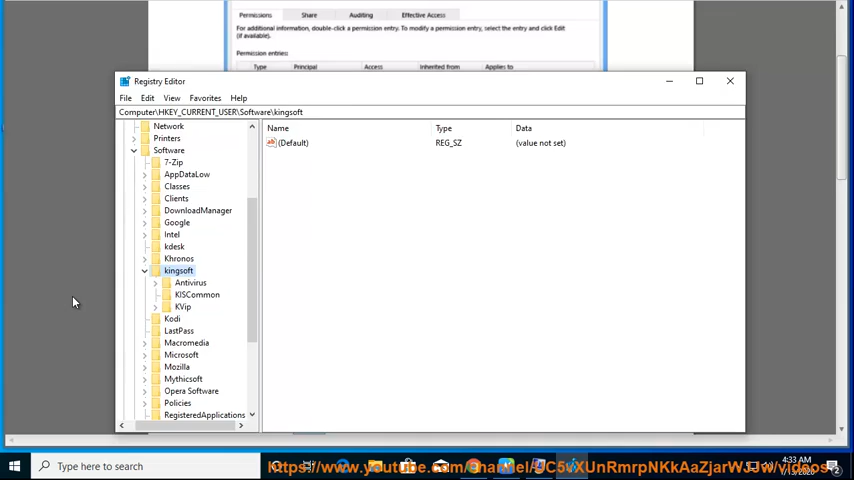 Permissions Share Auditing Effective Access
For additional information, double-click a permission entry. To modify a permission entry, select the entry and click Edit
(if available).
Permission entries:
Type Principal Access Inherited from Applies to
Registry Editor
File Edit View Favorites Help
Computer\HKEY_CURRENT_USER\Software\kingsoft
Name Type Data
(Default) REG_SZ (value not set)
Network
Printers
Software
7-Zip
AppDataLow
Classes
Clients
DownloadManager
Google
Intel
kdesk
Khronos
kingsoft
Antivirus
KISCommon
KVip
Kodi
LastPass
Macromedia
Microsoft
Mozilla
Mythicsoft
Opera Software
Policies
RegisteredApplications
Type here to search
4:33 AM
2